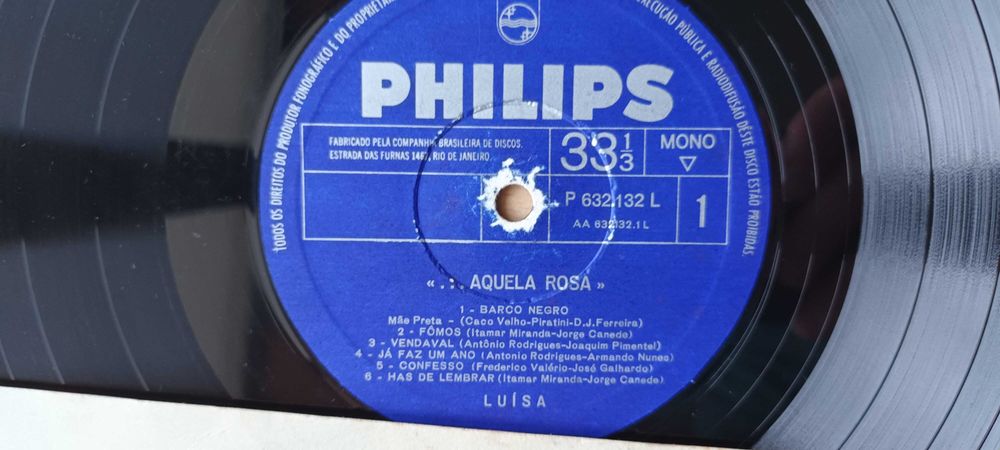 TODOS OS DIREITOS DO PRODUTOR FONOGRÁFICO E DO PROPRIETÁR
EXECUÇÃO PÚBLICA E RADIODIFUSÃO DÊSTE DISCO ESTÃO PROIBIDAS.
PHILIPS
FABRICADO PELA COMPANHIA BRASILEIRA DE DISCOS.
ESTRADA DAS FURNAS RIO DE JANEIRO.
33 1/3
MONO
P 632.132 L
AA 632.132.1 L
1
«... AQUELA ROSA»
1 - BARCO NEGRO
Mãe Preta - (Caco Velho-Piratini-D.J.Ferreira)
2 - FÔMOS (Itamar Miranda-Jorge Canede)
3 - VENDAVAL (Antônio Rodrigues-Joaquim Pimentel)
4 - JÁ FAZ UM ANO (Antonio Rodrigues-Armando Nunes)
5 - CONFESSO (Frederico Valério-José Galhardo)
6 - HAS DE LEMBRAR (Itamar Miranda-Jorge Canede)
LUÍSA